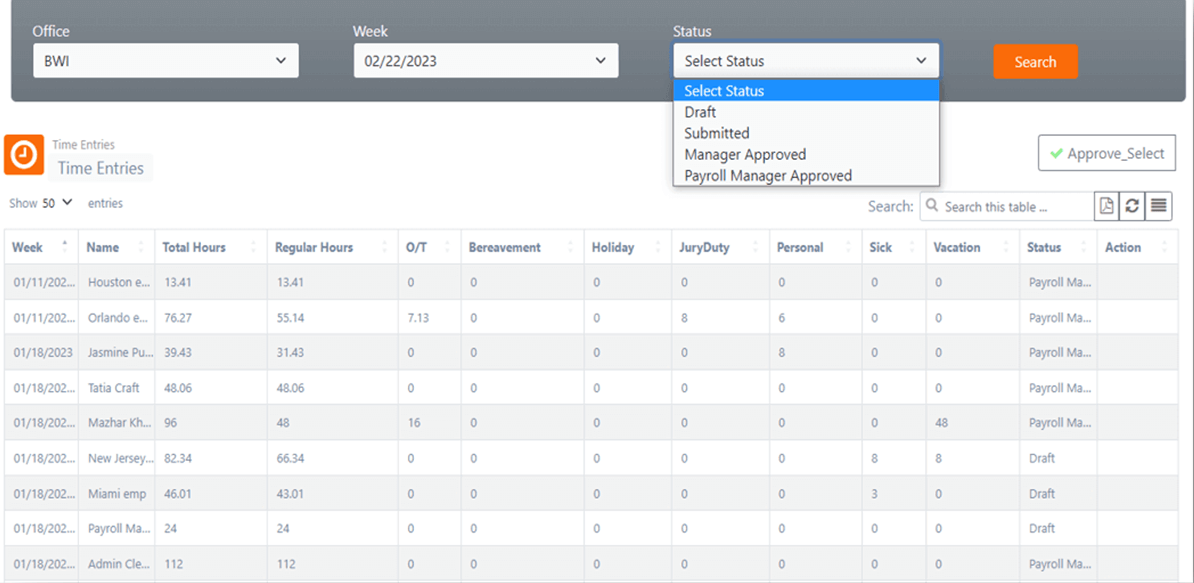 Office Week Status
BWI 02/22/2023 Select Status Search
Select Status
Draft
Submitted
Manager Approved
Payroll Manager Approved
Time Entries
Time Entries
Approve_Select
Show 50 entries Search: Search this table ...
Week Name Total Hours Regular Hours O/T Bereavement Holiday JuryDuty Personal Sick Vacation Status Action
01/11/202... Houston e... 13.41 13.41 0 0 0 0 0 0 0 Payroll Ma...
01/11/202... Orlando e... 76.27 55.14 7.13 0 0 8 6 0 0 Payroll Ma...
01/18/2023 Jasmine Pu... 39.43 31.43 0 0 0 0 8 0 0 Payroll Ma...
01/18/202... Tatia Craft 48.06 48.06 0 0 0 0 0 0 0 Payroll Ma...
01/18/202... Mazhar Kh... 96 48 16 0 0 0 0 0 48 Payroll Ma...
01/18/202... New Jersey... 82.34 66.34 0 0 0 0 0 8 8 Draft
01/18/202... Miami emp 46.01 43.01 0 0 0 0 0 3 0 Draft
01/18/202... Payroll Ma... 24 24 0 0 0 0 0 0 0 Draft
01/18/202... Admin Cle... 112 112 0 0 0 0 0 0 0 Payroll Ma...